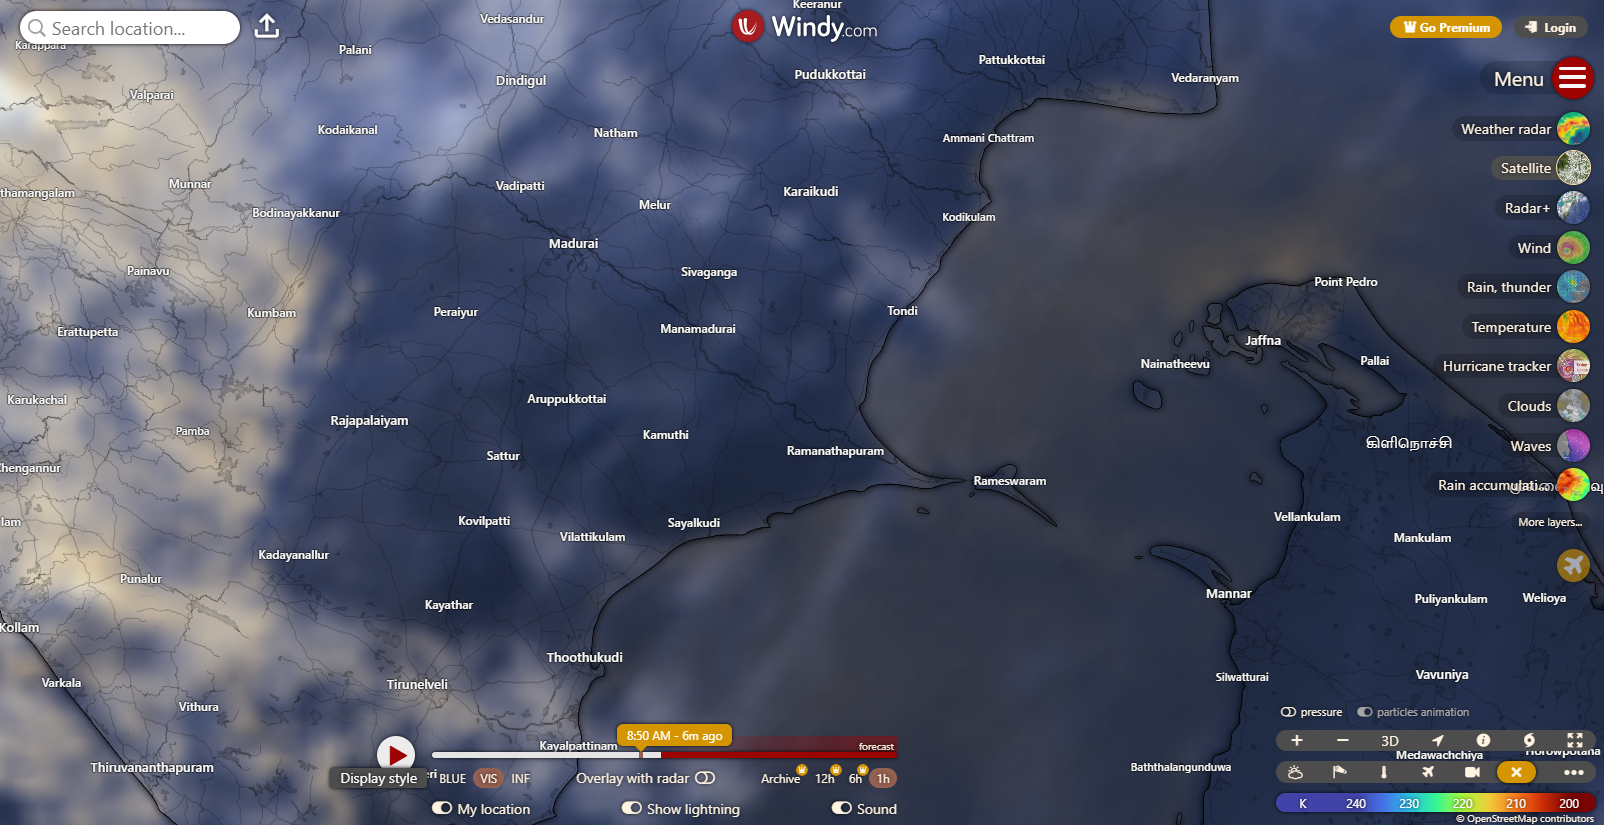 Search location...
Windy.com
Go Premium
Login
Menu
Weather radar
Satellite
Radar+
Wind
Rain, thunder
Temperature
Hurricane tracker
Clouds
Waves
Rain accumulati...
More layers...
Keeranur
Vedasandur
Karappara
Palani
Pattukkottai
Pudukkottai
Dindigul
Vedaranyam
Valparai
Kodaikanal
Natham
Ammani Chattram
Munnar
Vadipatti
Karaikudi
thamangalam
Melur
Bodinayakkanur
Kodikulam
Madurai
Painavu
Sivaganga
Point Pedro
Kumbam
Peraiyur
Tondi
Erattupetta
Manamadurai
Jaffna
Nainatheevu
Pallai
Karukachal
Aruppukkottai
Rajapalaiyam
Pamba
Kamuthi
கிளிநொச்சி
Sattur
Ramanathapuram
Chengannur
Rameswaram
lam
Kovilpatti
Sayalkudi
Vellankulam
Vilattikulam
Mankulam
Kadayanallur
Punalur
Mannar
Puliyankulam
Welioya
Kayathar
Kollam
Thoothukudi
Vavuniya
Silwatturai
Varkala
Tirunelveli
Vithura
Kayalpattinam
Medawachchiya
Horowpotana
Thiruvananthapuram
Baththalangunduwa
8:50 AM - 6m ago
forecast
Display style
eri
BLUE
VIS
INF
Overlay with radar
Archive
12h
6h
1h
My location
Show lightning
Sound
pressure
particles animation
3D
K 240 230 220 210 200
© OpenStreetMap contributors